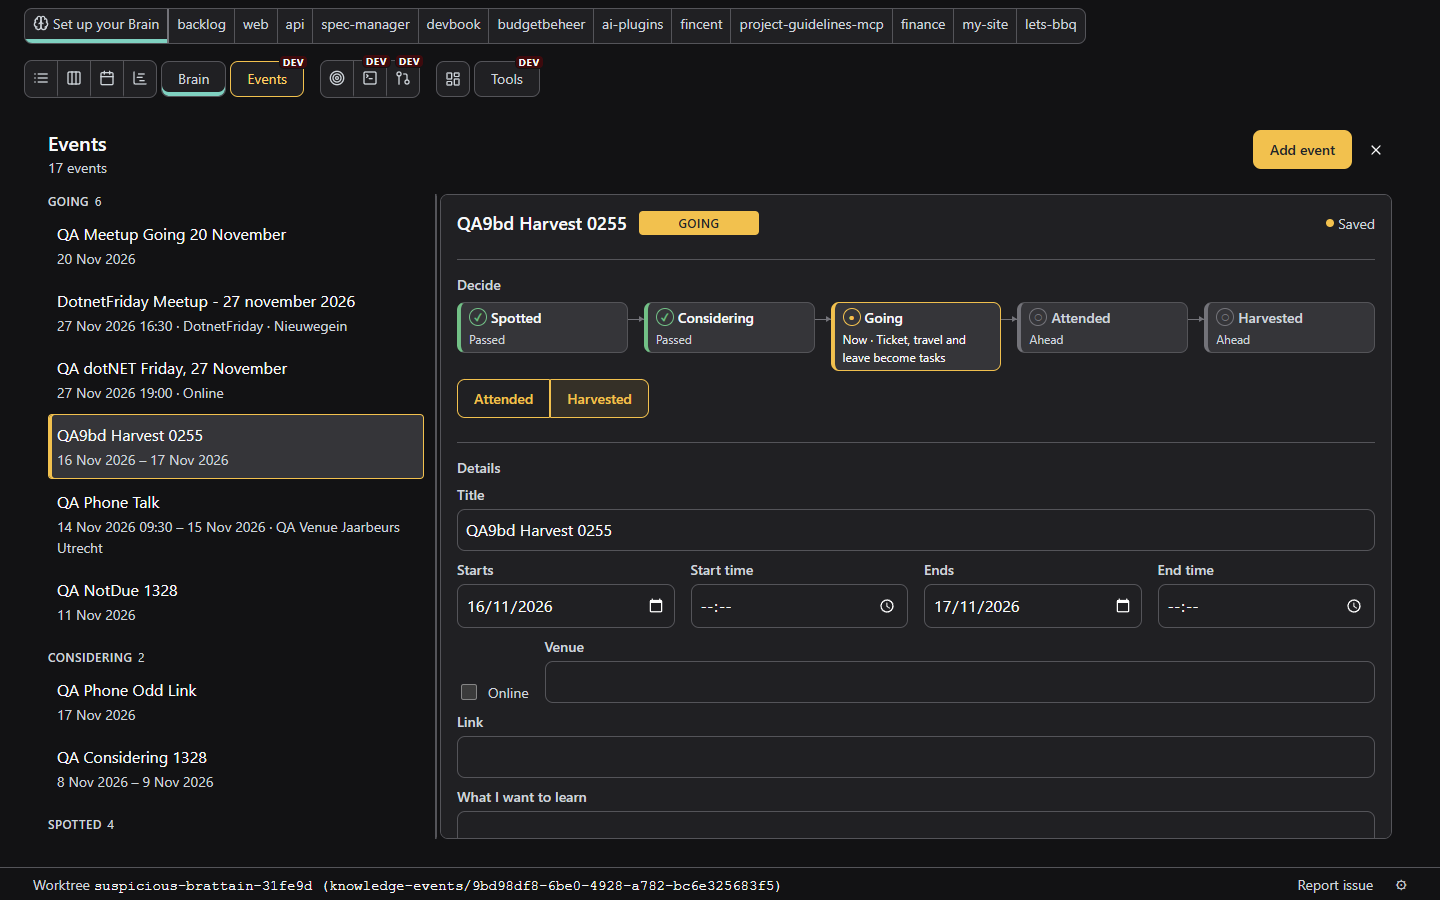 Set up your Brain
backlog
web
api
spec-manager
devbook
budgetbeheer
ai-plugins
fincent
project-guidelines-mcp
finance
my-site
lets-bbq
Brain
Events
DEV
DEV
DEV
Tools
DEV
Events
17 events
Add event
GOING 6
QA Meetup Going 20 November
20 Nov 2026
DotnetFriday Meetup - 27 november 2026
27 Nov 2026 16:30 · DotnetFriday · Nieuwegein
QA dotNET Friday, 27 November
27 Nov 2026 19:00 · Online
QA9bd Harvest 0255
16 Nov 2026 – 17 Nov 2026
QA Phone Talk
14 Nov 2026 09:30 – 15 Nov 2026 · QA Venue Jaarbeurs
Utrecht
QA NotDue 1328
11 Nov 2026
CONSIDERING 2
QA Phone Odd Link
17 Nov 2026
QA Considering 1328
8 Nov 2026 – 9 Nov 2026
SPOTTED 4
QA9bd Harvest 0255
GOING
Saved
Decide
Spotted
Passed
Considering
Passed
Going
Now · Ticket, travel and
leave become tasks
Attended
Ahead
Harvested
Ahead
Attended
Harvested
Details
Title
QA9bd Harvest 0255
Starts
Start time
Ends
End time
16/11/2026
--:--
17/11/2026
--:--
Venue
Online
Link
What I want to learn
Worktree suspicious-brattain-31fe9d (knowledge-events/9bd98df8-6be0-4928-a782-bc6e325683f5)
Report issue